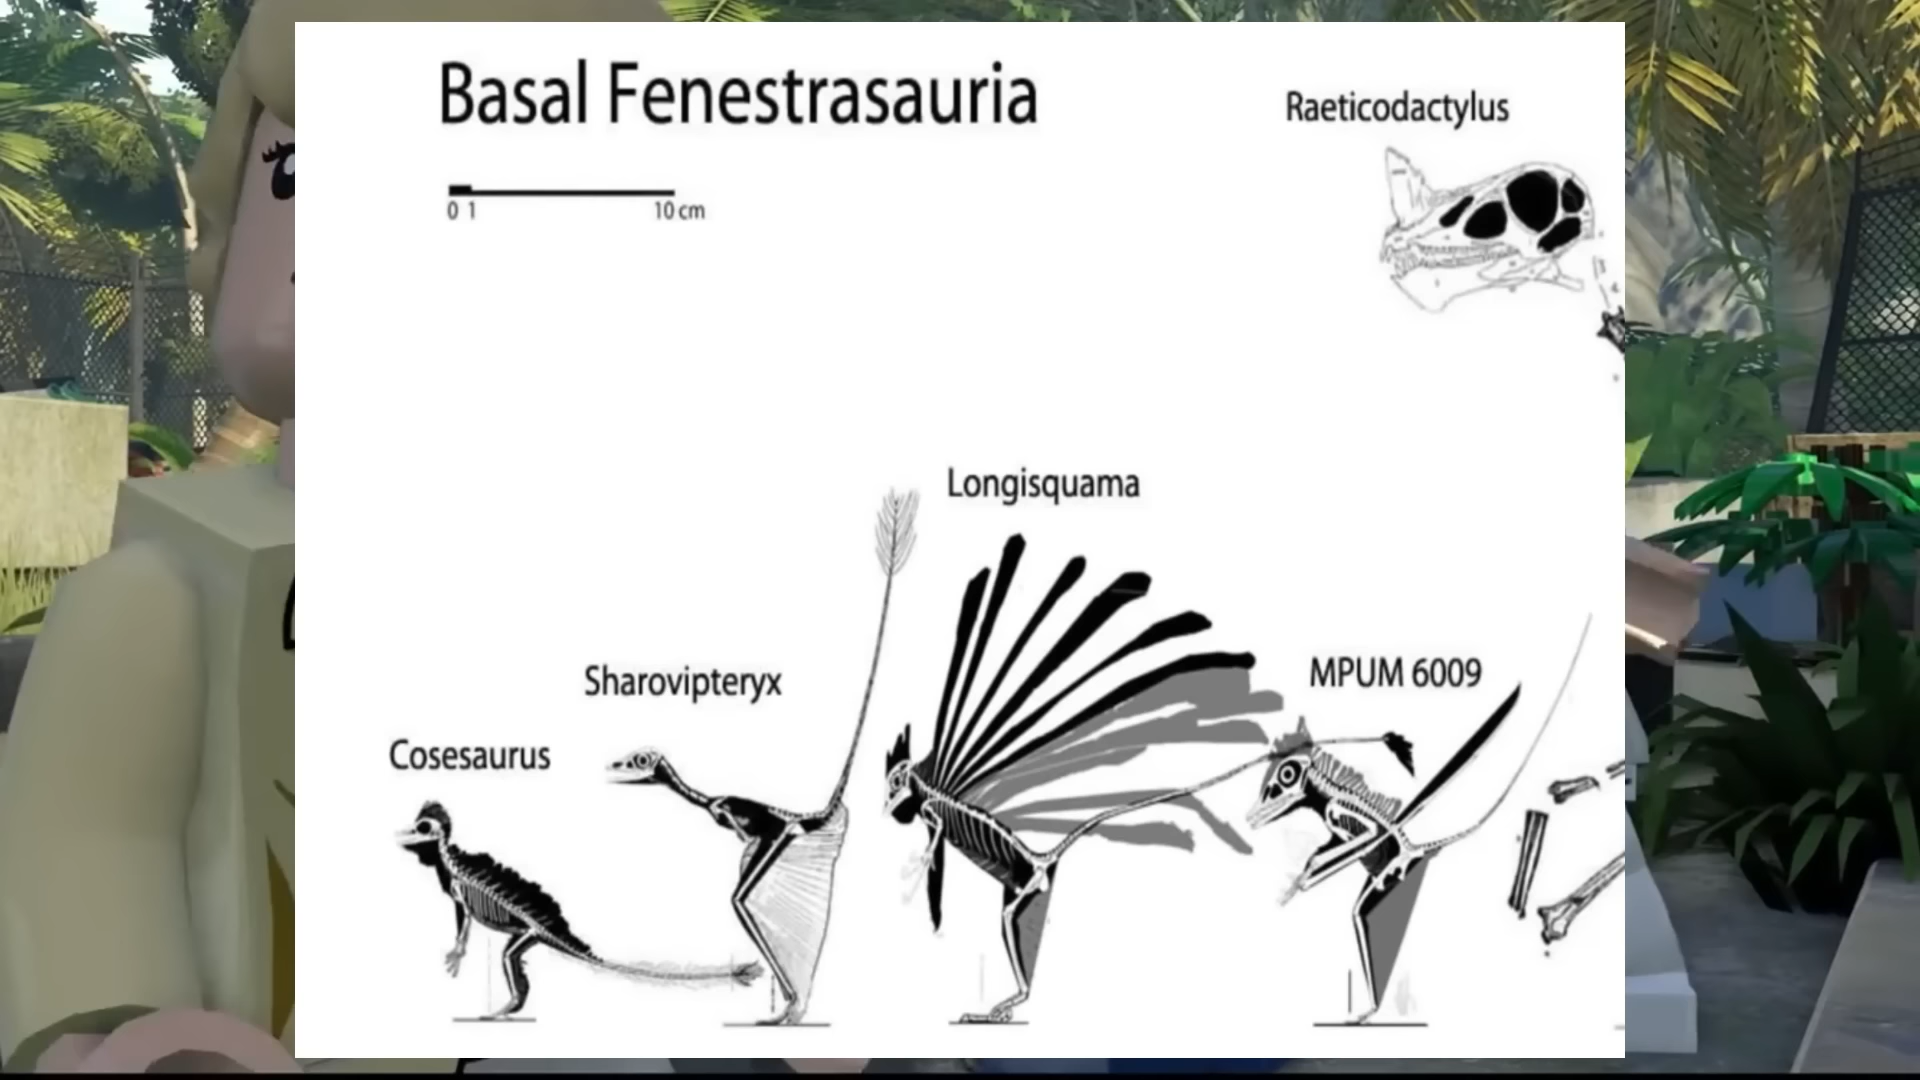 Basal Fenestrasauria
Raeticodactylus
0 1 10 cm
Longisquama
MPUM 6009
Sharovipteryx
Cosesaurus